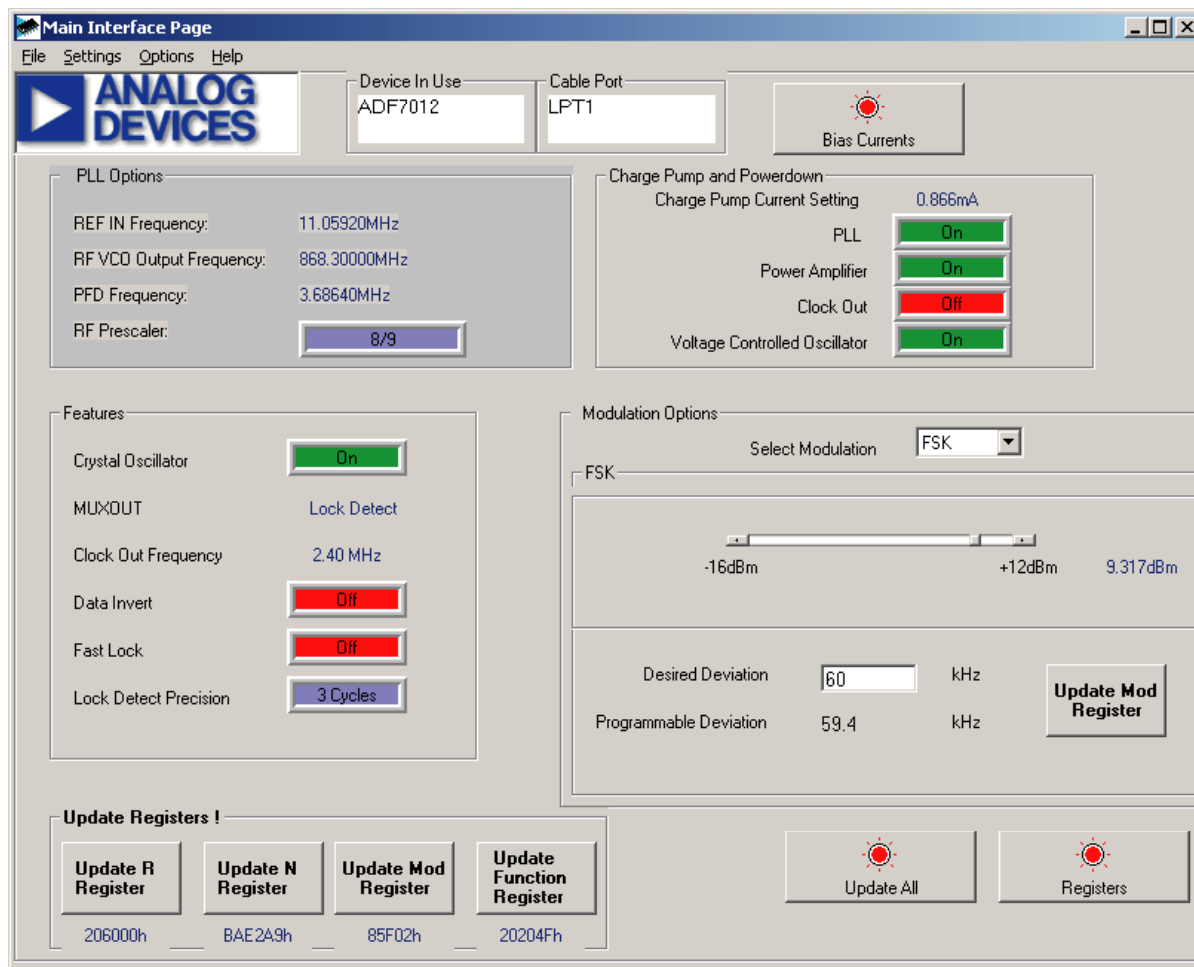 Main Interface Page
File Settings Options Help
ANALOG
DEVICES
Device In Use
ADF7012
Cable Port
LPT1
Bias Currents
PLL Options
REF IN Frequency: 11.05920MHz
RF VCO Output Frequency: 868.30000MHz
PFD Frequency: 3.68640MHz
RF Prescaler: 8/9
Charge Pump and Powerdown
Charge Pump Current Setting 0.866mA
PLL On
Power Amplifier On
Clock Out Off
Voltage Controlled Oscillator On
Features
Crystal Oscillator On
MUXOUT Lock Detect
Clock Out Frequency 2.40 MHz
Data Invert Off
Fast Lock Off
Lock Detect Precision 3 Cycles
Modulation Options
Select Modulation FSK
FSK
-16dBm +12dBm 9.317dBm
Desired Deviation 60 kHz
Programmable Deviation 59.4 kHz
Update Mod
Register
Update Registers !
Update R
Register
Update N
Register
Update Mod
Register
Update
Function
Register
206000h BAE2A9h 85F02h 20204Fh
Update All
Registers